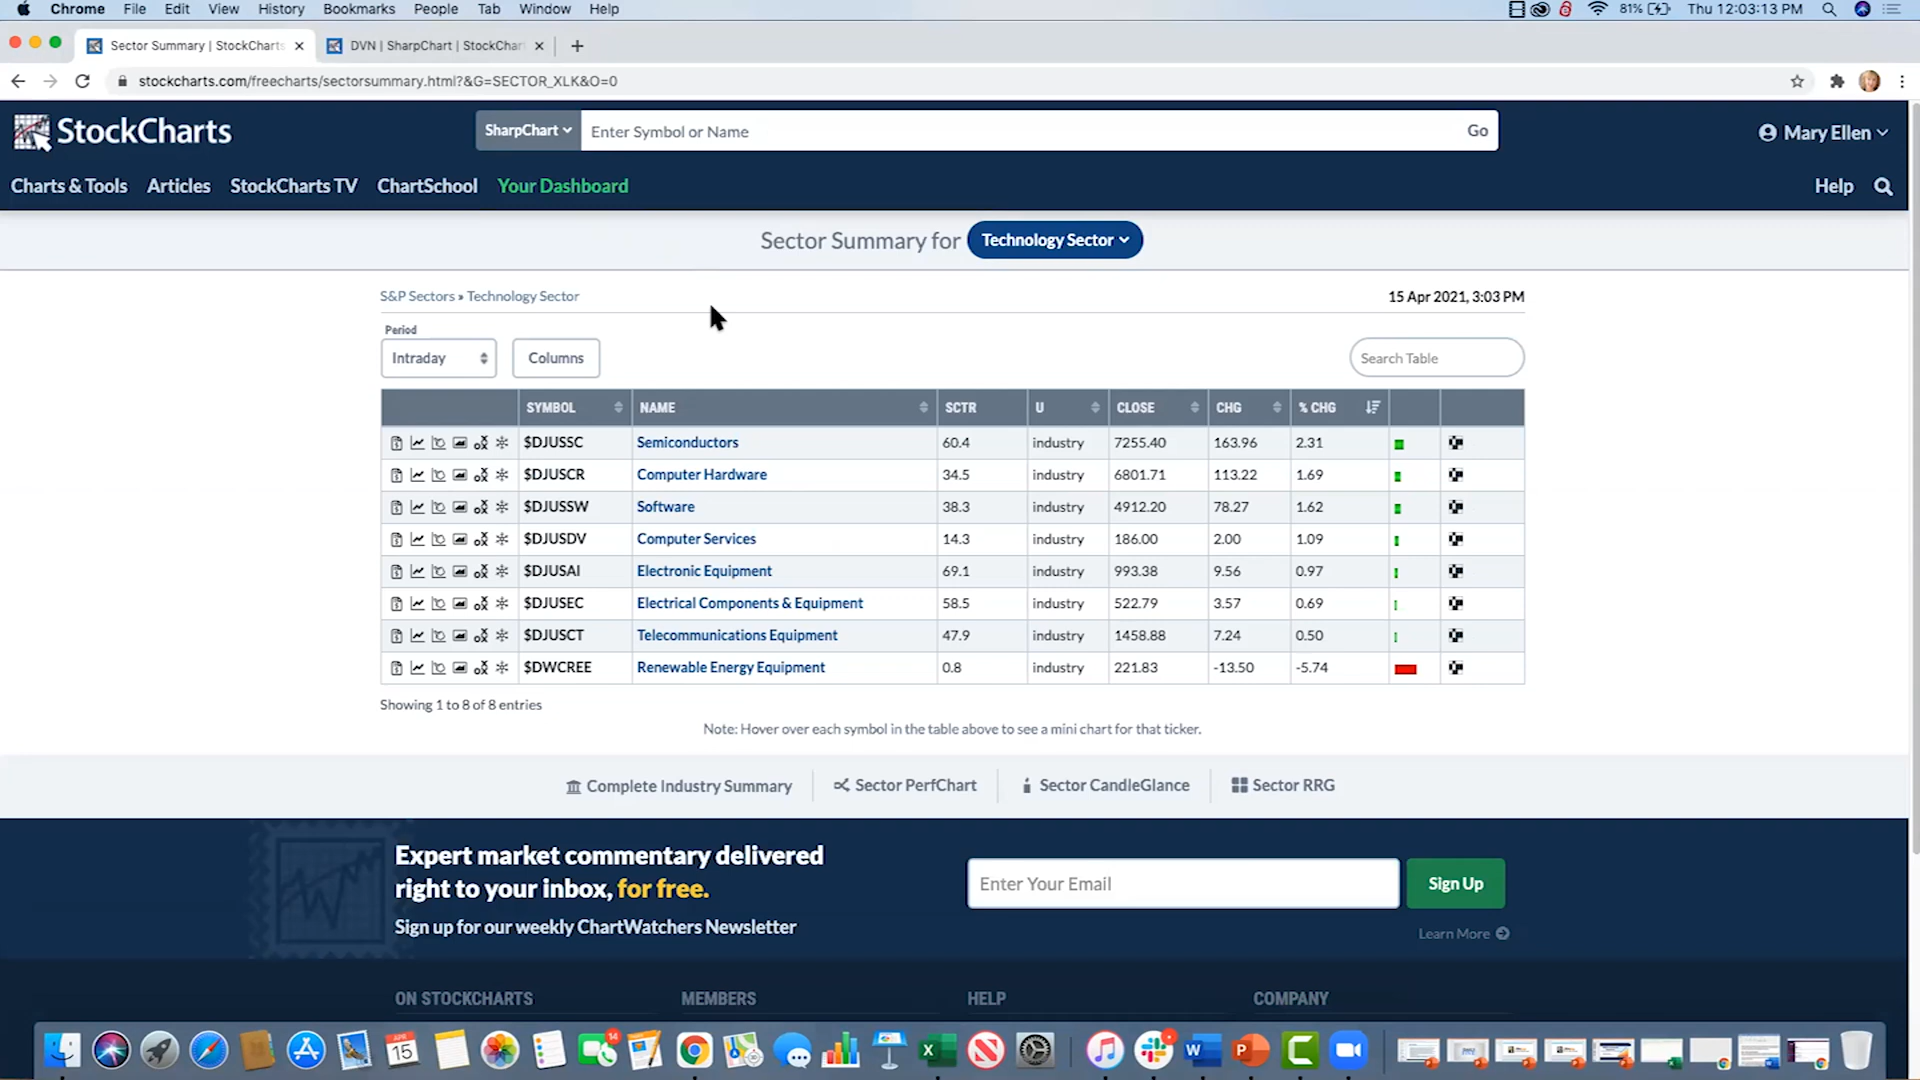 Chrome File Edit View History Bookmarks People Tab Window Help 81% Thu 12:03:13 PM
Sector Summary | StockCharts DVN | SharpChart | StockChar
stockcharts.com/freecharts/sectorsummary.html?&G=SECTOR_XLK&O=0
StockCharts SharpChart Enter Symbol or Name Go Mary Ellen
Charts & Tools Articles StockCharts TV ChartSchool Your Dashboard Help
Sector Summary for Technology Sector
S&P Sectors » Technology Sector 15 Apr 2021, 3:03 PM
Period
Intraday Columns Search Table
SYMBOL NAME SCTR U CLOSE CHG % CHG
$DJUSSC Semiconductors 60.4 industry 7255.40 163.96 2.31
$DJUSCR Computer Hardware 34.5 industry 6801.71 113.22 1.69
$DJUSSW Software 38.3 industry 4912.20 78.27 1.62
$DJUSDV Computer Services 14.3 industry 186.00 2.00 1.09
$DJUSAI Electronic Equipment 69.1 industry 993.38 9.56 0.97
$DJUSEC Electrical Components & Equipment 58.5 industry 522.79 3.57 0.69
$DJUSCT Telecommunications Equipment 47.9 industry 1458.88 7.24 0.50
$DWCREE Renewable Energy Equipment 0.8 industry 221.83 -13.50 -5.74
Showing 1 to 8 of 8 entries
Note: Hover over each symbol in the table above to see a mini chart for that ticker.
Complete Industry Summary Sector PerfChart Sector CandleGlance Sector RRG
Expert market commentary delivered
right to your inbox, for free.
Enter Your Email Sign Up
Sign up for our weekly ChartWatchers Newsletter
Learn More
ON STOCKCHARTS MEMBERS HELP COMPANY
APR 15 14